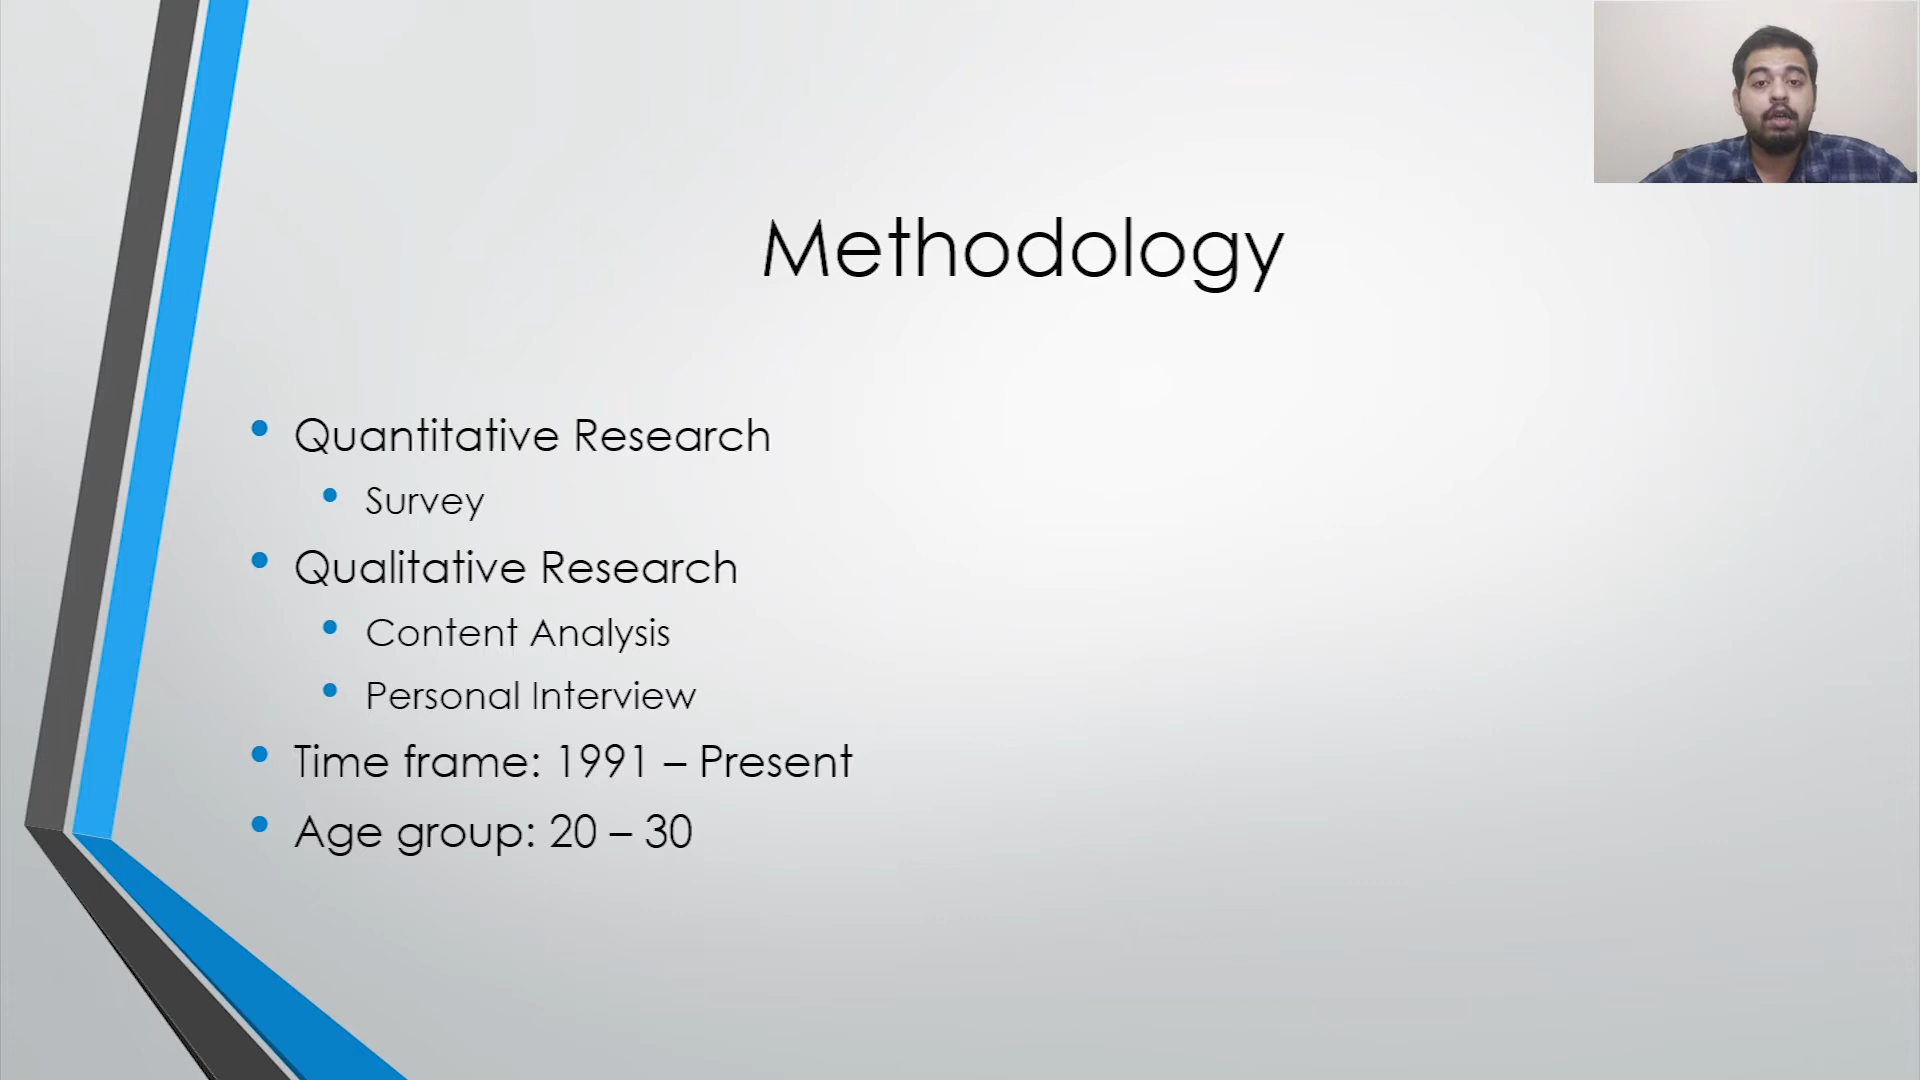 Methodology
• Quantitative Research
• Survey
• Qualitative Research
• Content Analysis
• Personal Interview
• Time frame: 1991 – Present
• Age group: 20 – 30